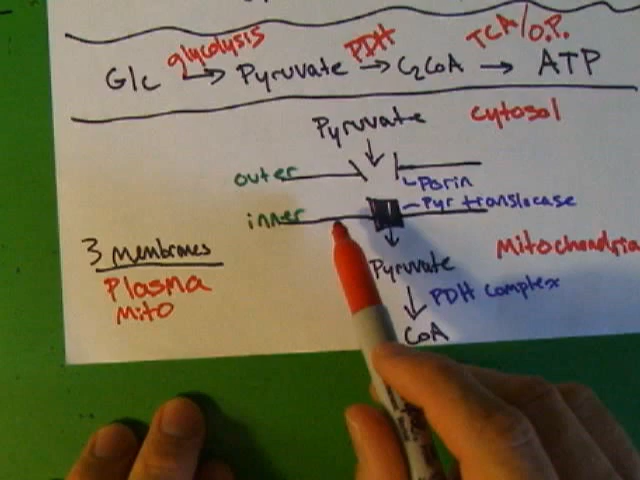 glycolysis PDH TCA/O.P.
Glc → Pyruvate → C2CoA → ATP
Pyruvate cytosol
outer
Porin
Pyr translocase
inner
3 Membranes
Plasma
Mito
Mitochondria
Pyruvate
PDH Complex
CoA